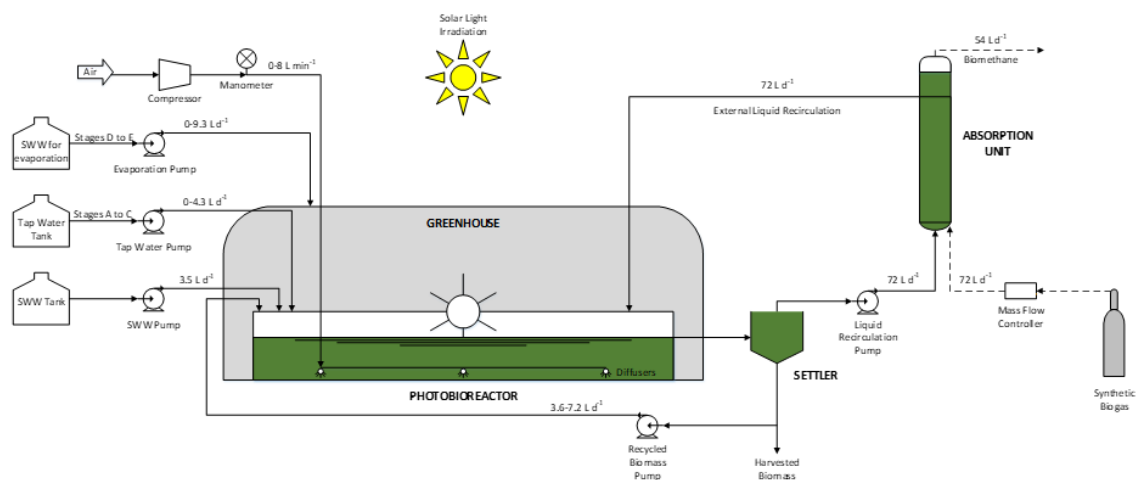 Solar Light
Irradiation
54 L d-1
Biomethane
Air
0-8 L min-1
Compressor
Manometer
72 L d-1
External Liquid Recirculation
ABSORPTION
UNIT
SWW for
evaporation
Stages D to E
0-9.3 L d-1
Evaporation Pump
Tap Water
Tank
Stages A to C
0-4.3 L d-1
Tap Water Pump
GREENHOUSE
SWW Tank
3.5 L d-1
SWW Pump
72 L d-1
72 L d-1
Liquid
Recirculation
Pump
Mass Flow
Controller
Diffusers
SETTLER
PHOTOBIOREACTOR
3.6-7.2 L d-1
Synthetic
Biogas
Recycled
Biomass
Pump
Harvested
Biomass